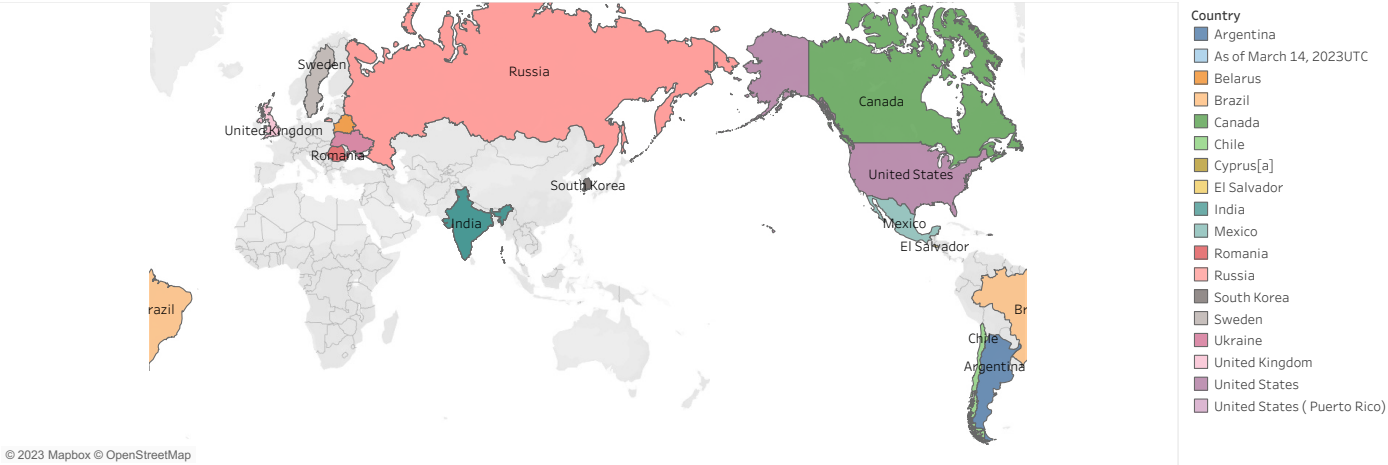 Sweden
Russia
United Kingdom
Romania
South Korea
India
Canada
United States
Mexico
El Salvador
razil
Br
Chile
Argentina
Country
Argentina
As of March 14, 2023UTC
Belarus
Brazil
Canada
Chile
Cyprus[a]
El Salvador
India
Mexico
Romania
Russia
South Korea
Sweden
Ukraine
United Kingdom
United States
United States ( Puerto Rico)
© 2023 Mapbox © OpenStreetMap